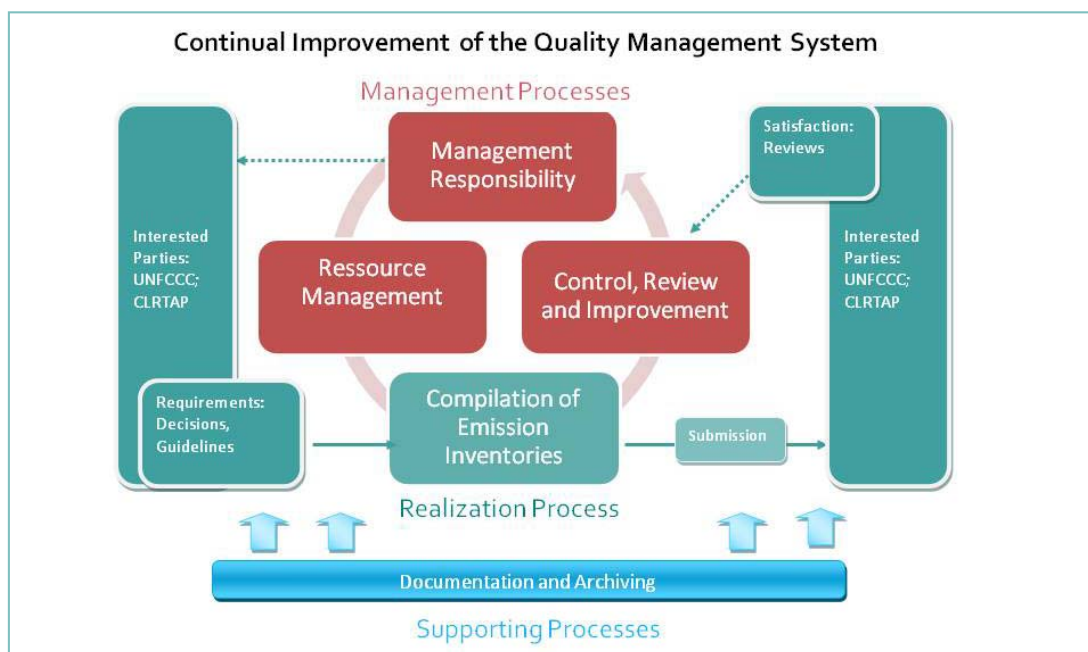 Continual Improvement of the Quality Management System
Management Processes
Management
Responsibility
Satisfaction:
Reviews
Interested
Parties:
UNFCCC;
CLRTAP
Ressource
Management
Control, Review
and Improvement
Interested
Parties:
UNFCCC;
CLRTAP
Requirements:
Decisions,
Guidelines
Compilation of
Emission
Inventories
Submission
Realization Process
Documentation and Archiving
Supporting Processes